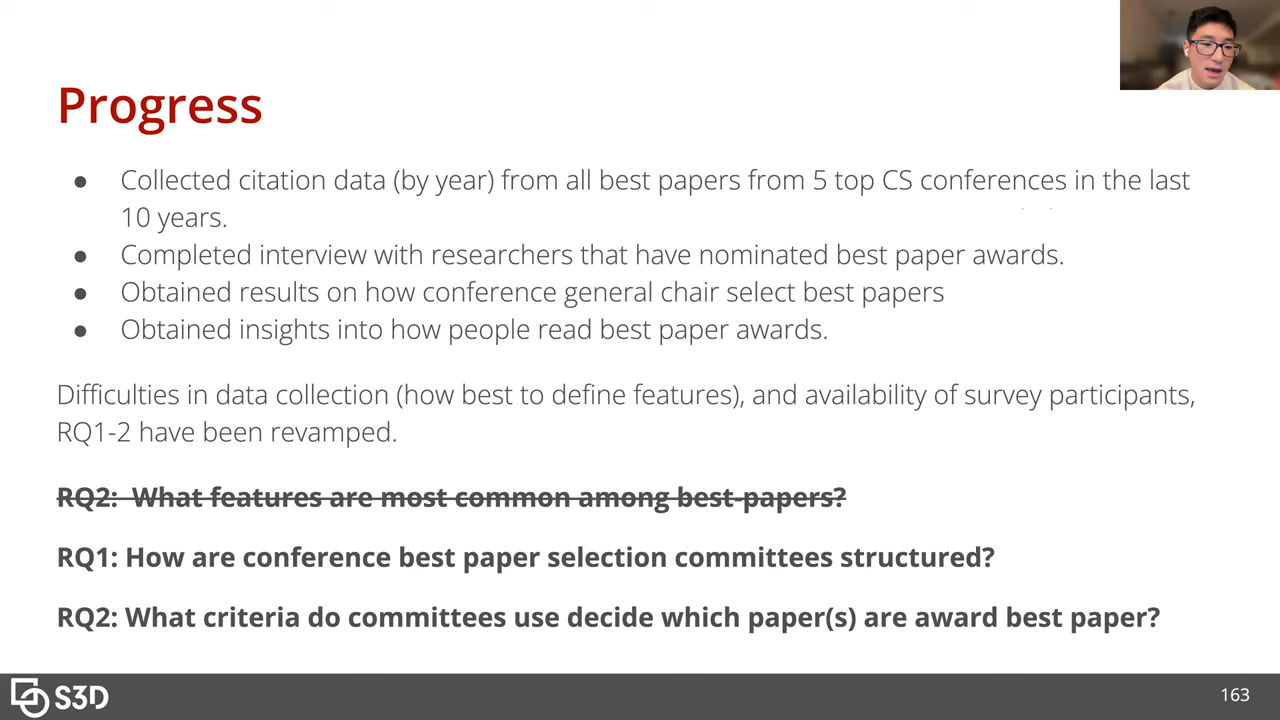 Progress
● Collected citation data (by year) from all best papers from 5 top CS conferences in the last
10 years.
● Completed interview with researchers that have nominated best paper awards.
● Obtained results on how conference general chair select best papers
● Obtained insights into how people read best paper awards.
Difficulties in data collection (how best to define features), and availability of survey participants,
RQ1-2 have been revamped.
RQ2:  What features are most common among best-papers?
RQ1: How are conference best paper selection committees structured?
RQ2: What criteria do committees use decide which paper(s) are award best paper?
S3D
163